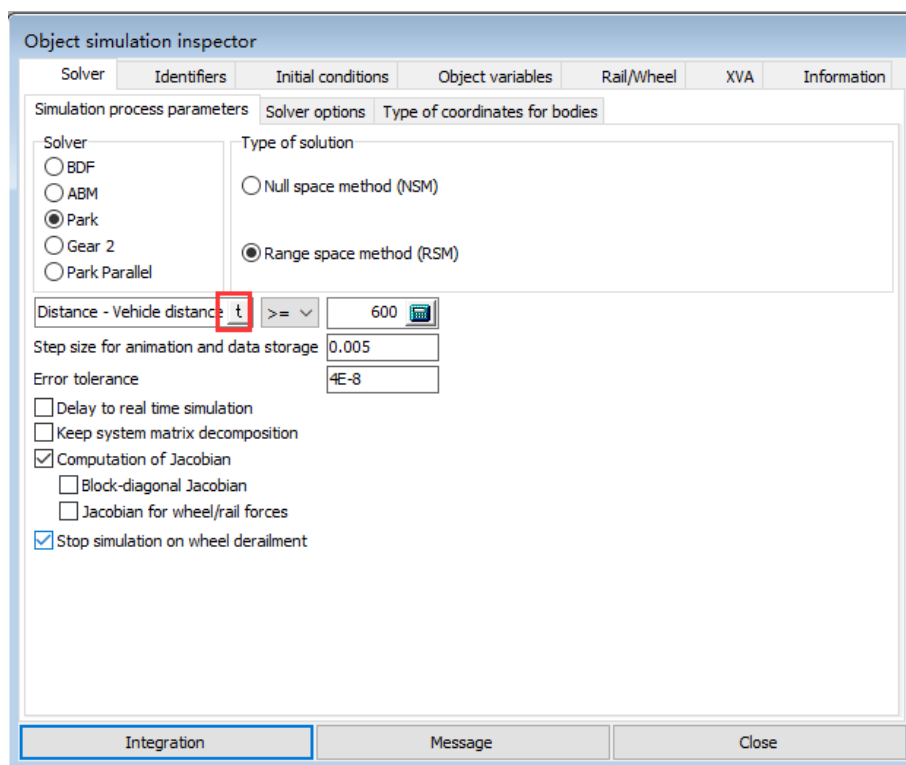 Object simulation inspector
Solver Identifiers Initial conditions Object variables Rail/Wheel XVA Information
Simulation process parameters Solver options Type of coordinates for bodies
Solver Type of solution
BDF
Null space method (NSM)
ABM
Park
Gear 2
Range space method (RSM)
Park Parallel
Distance - Vehicle distance t >= 600
Step size for animation and data storage 0.005
Error tolerance 4E-8
Delay to real time simulation
Keep system matrix decomposition
Computation of Jacobian
Block-diagonal Jacobian
Jacobian for wheel/rail forces
Stop simulation on wheel derailment
Integration Message Close